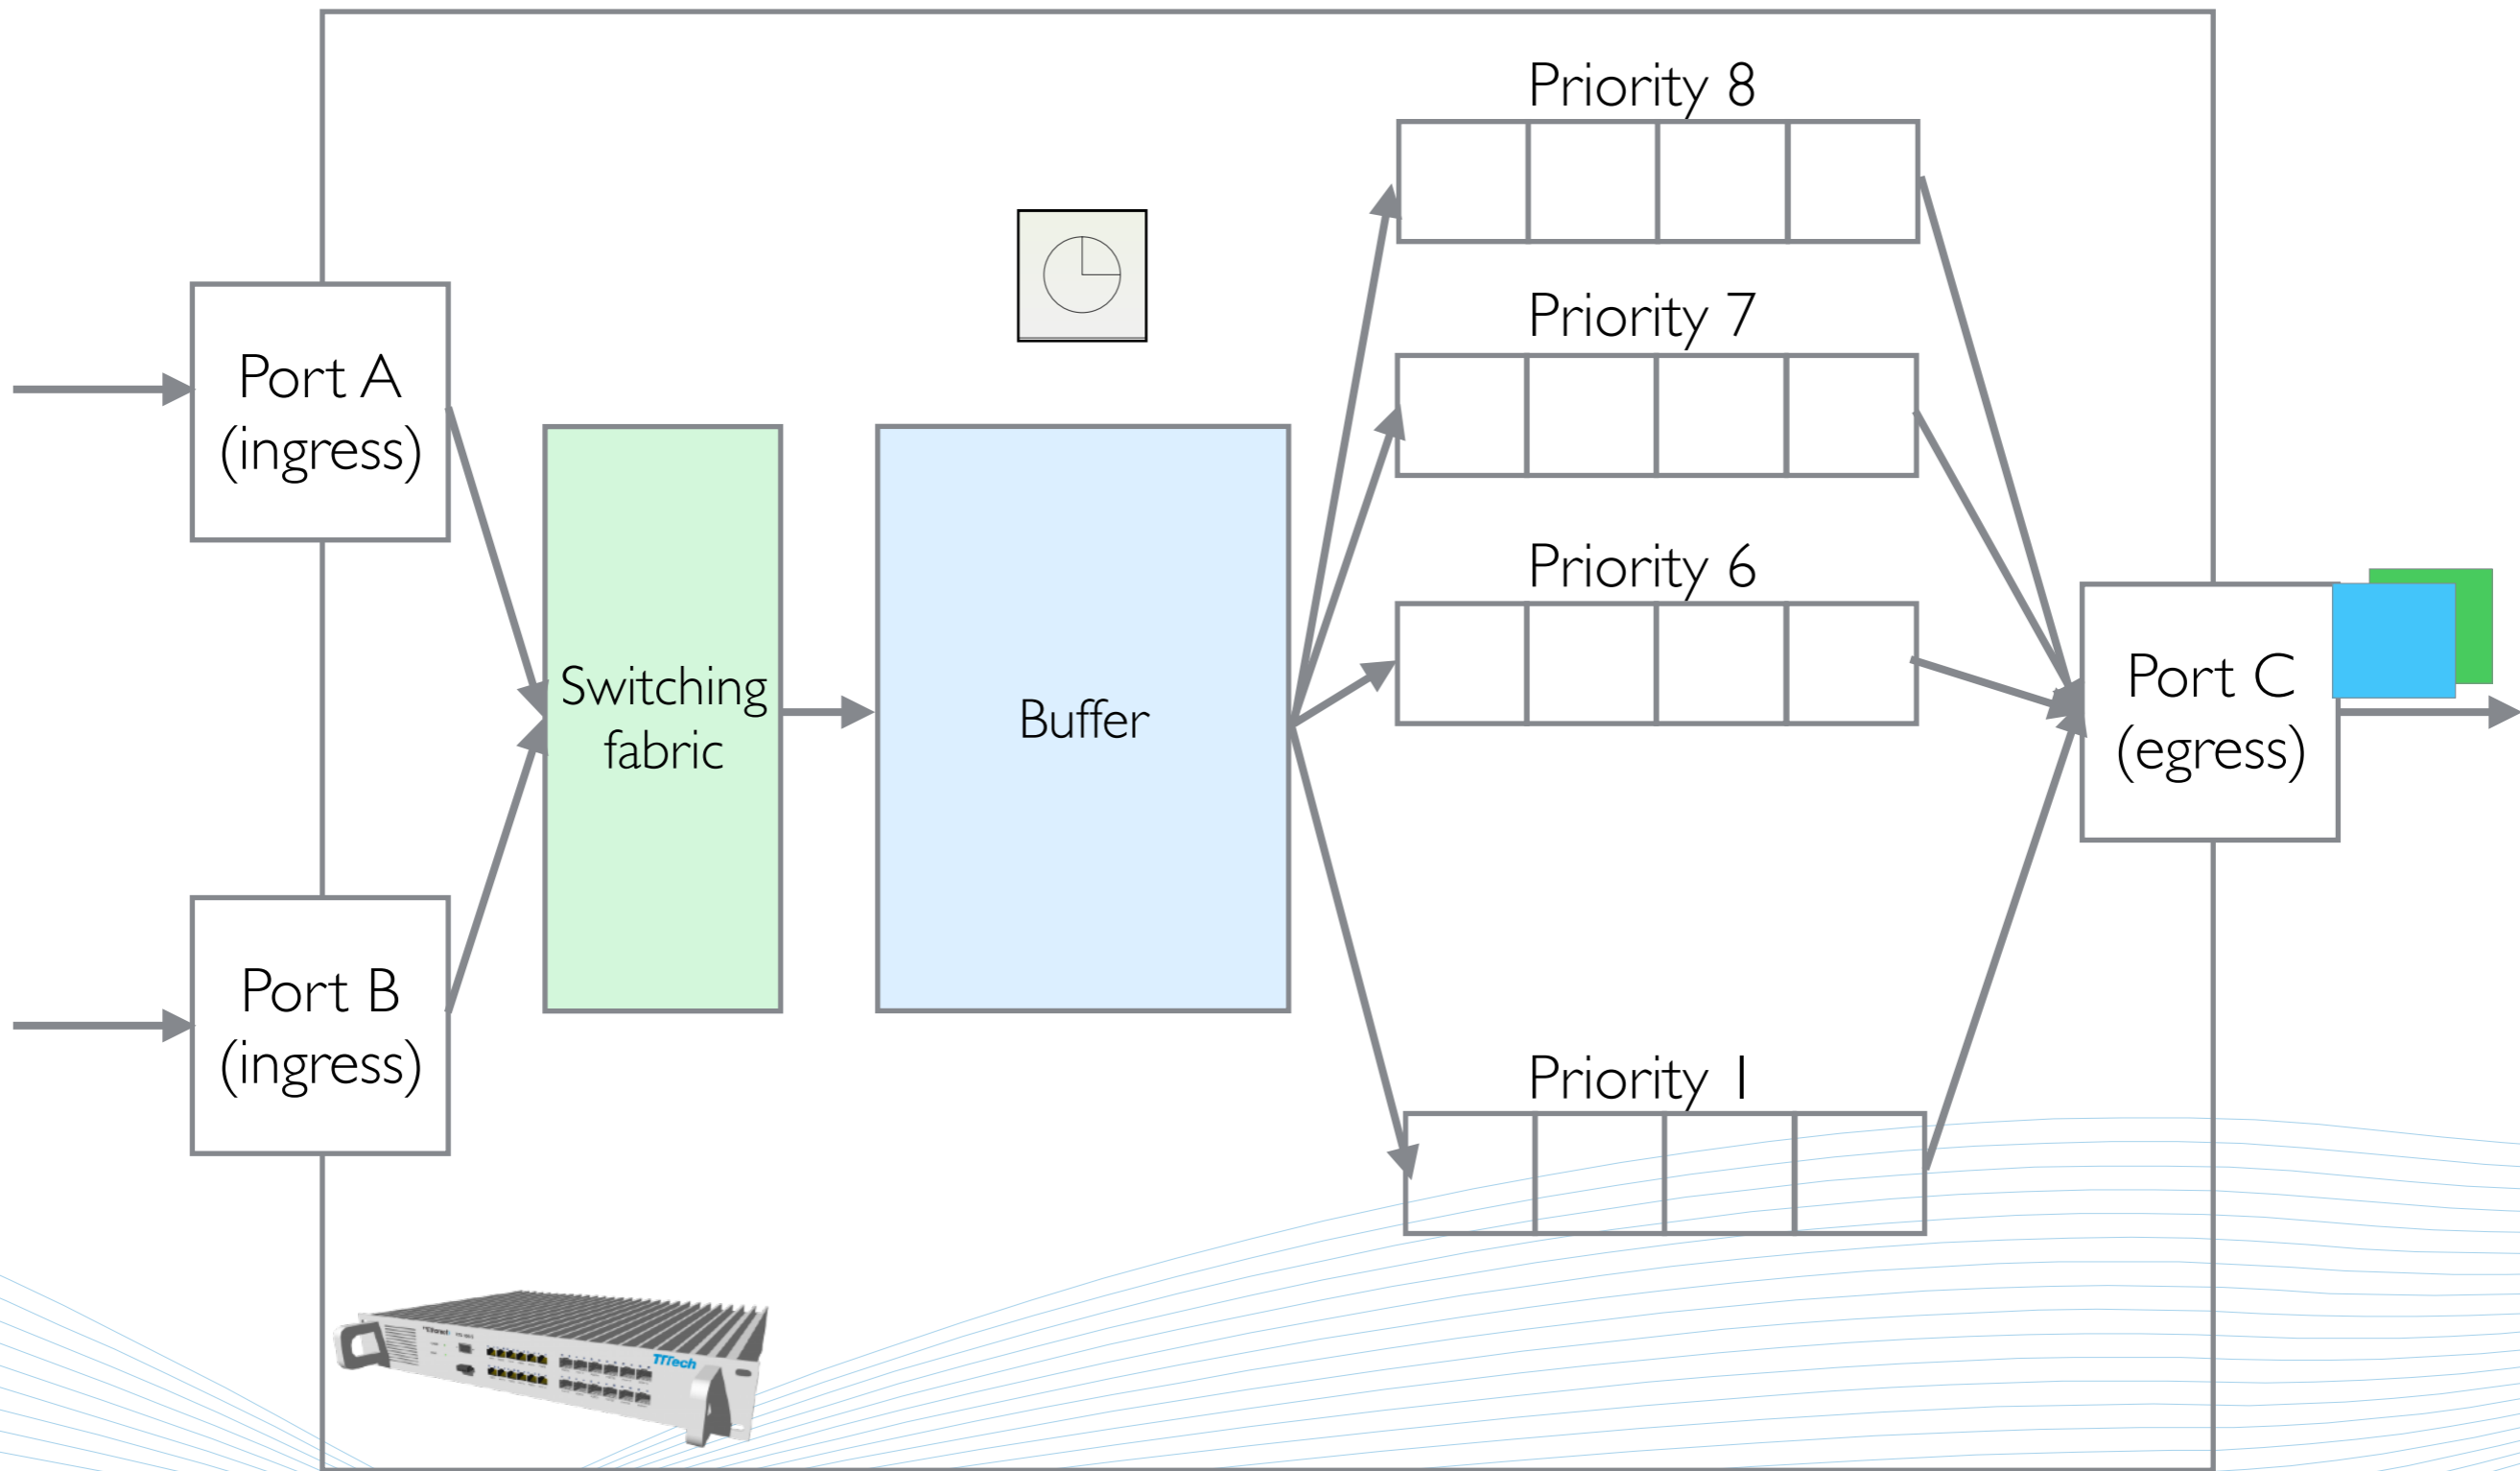 Priority 8
Priority 7
Port A
(ingress)
Priority 6
Switching
fabric
Buffer
Port C
(egress)
Port B
(ingress)
Priority 1
TTTech